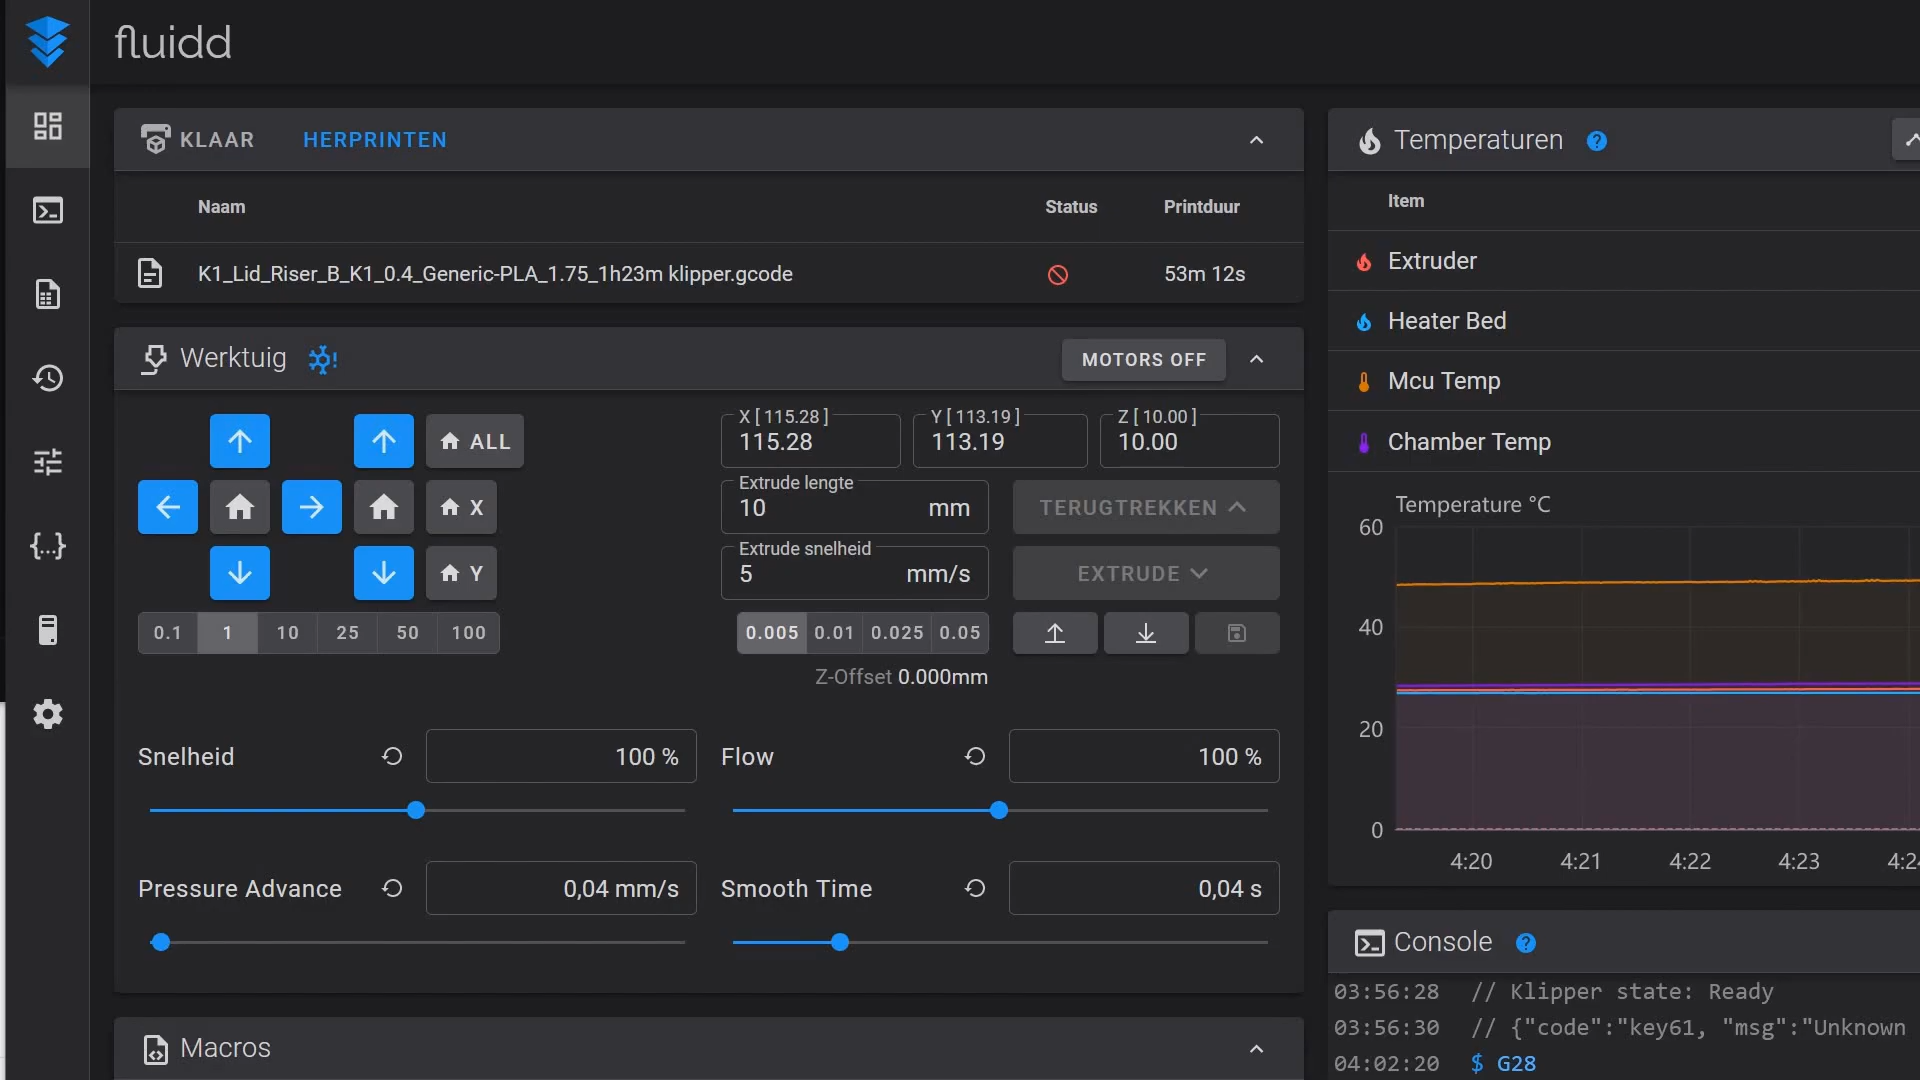 fluidd
KLAAR HERPRINTEN
Naam Status Printduur
K1_Lid_Riser_B_K1_0.4_Generic-PLA_1.75_1h23m klipper.gcode 53m 12s
Werktuig MOTORS OFF
ALL
X
Y
0.1 1 10 25 50 100
X [ 115.28 ] Y [ 113.19 ] Z [ 10.00 ]
115.28 113.19 10.00
Extrude lengte
10 mm TERUGTREKKEN
Extrude snelheid
5 mm/s EXTRUDE
0.005 0.01 0.025 0.05
Z-Offset 0.000mm
Snelheid 100 % Flow 100 %
Pressure Advance 0,04 mm/s Smooth Time 0,04 s
Macros
Temperaturen ?
Item
Extruder
Heater Bed
Mcu Temp
Chamber Temp
Temperature °C
60
40
20
0
4:20 4:21 4:22 4:23
Console ?
03:56:28 // Klipper state: Ready
03:56:30 // {"code":"key61, "msg":"Unknown
04:02:20 $ G28